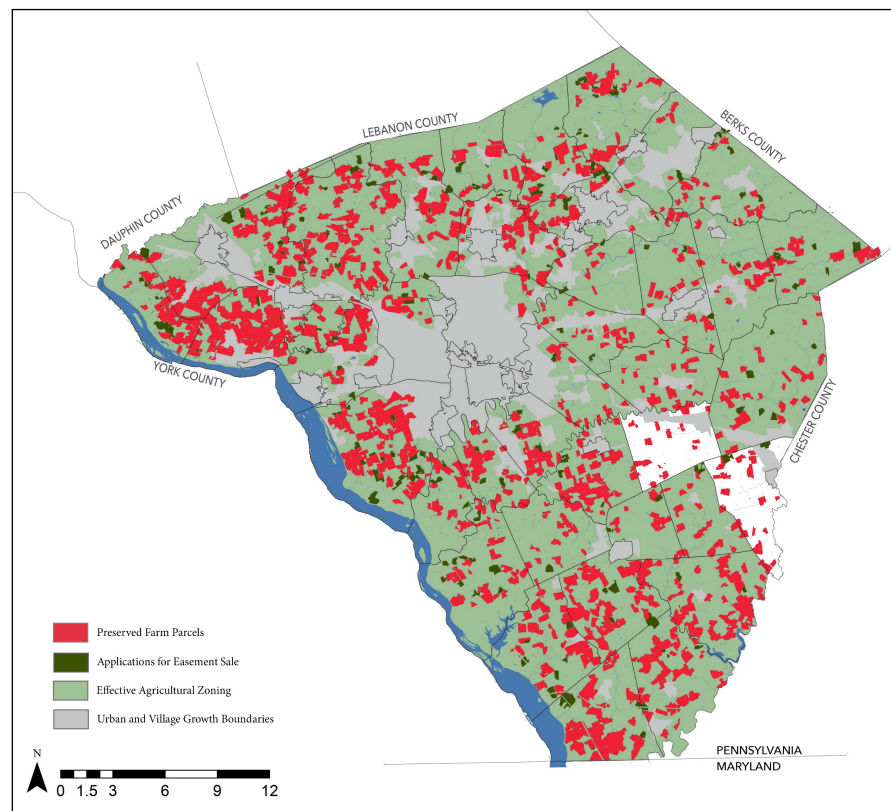 LEBANON COUNTY
BERKS COUNTY
DAUPHIN COUNTY
YORK COUNTY
CHESTER COUNTY
Preserved Farm Parcels
Applications for Easement Sale
Effective Agricultural Zoning
Urban and Village Growth Boundaries
N
0 1.5 3 6 9 12
PENNSYLVANIA
MARYLAND